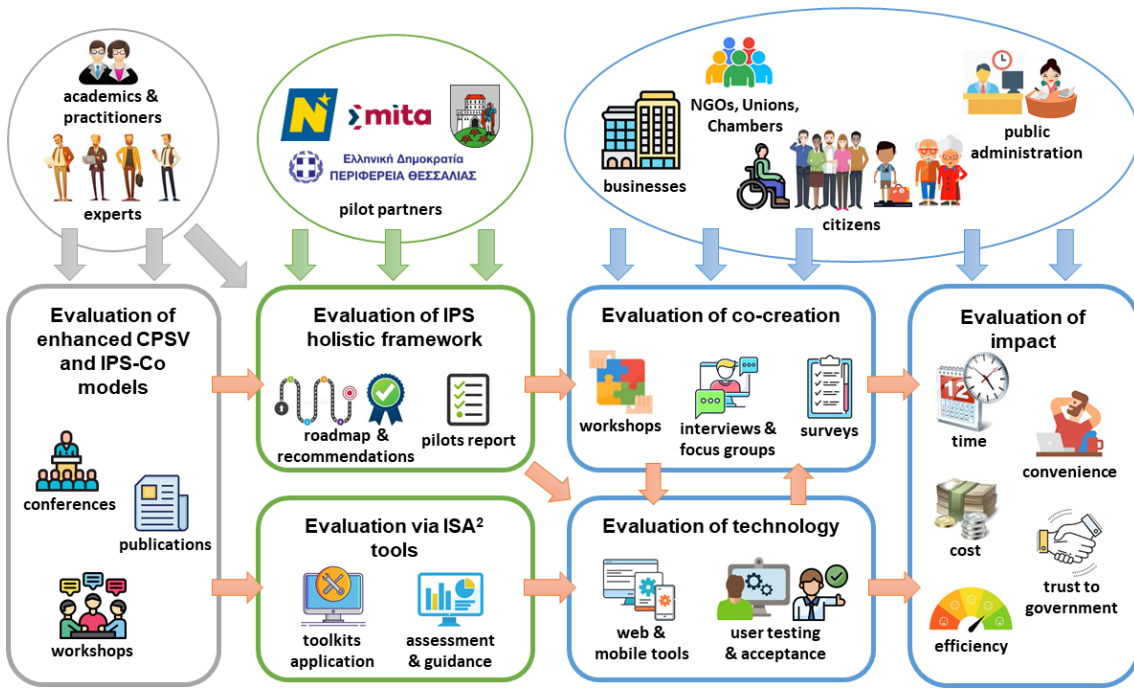 academics &
practitioners
experts
N
mita
Ελληνική Δημοκρατία
ΠΕΡΙΦΕΡΕΙΑ ΘΕΣΣΑΛΙΑΣ
pilot partners
businesses
NGOs, Unions,
Chambers
citizens
public
administration
Evaluation of
enhanced CPSV
and IPS-Co
models
conferences
publications
workshops
Evaluation of IPS
holistic framework
roadmap &
recommendations
pilots report
Evaluation via ISA²
tools
toolkits
application
assessment
& guidance
Evaluation of co-creation
workshops
interviews &
focus groups
surveys
Evaluation of technology
web &
mobile tools
user testing
& acceptance
Evaluation of
impact
12
time
convenience
cost
trust to
government
efficiency